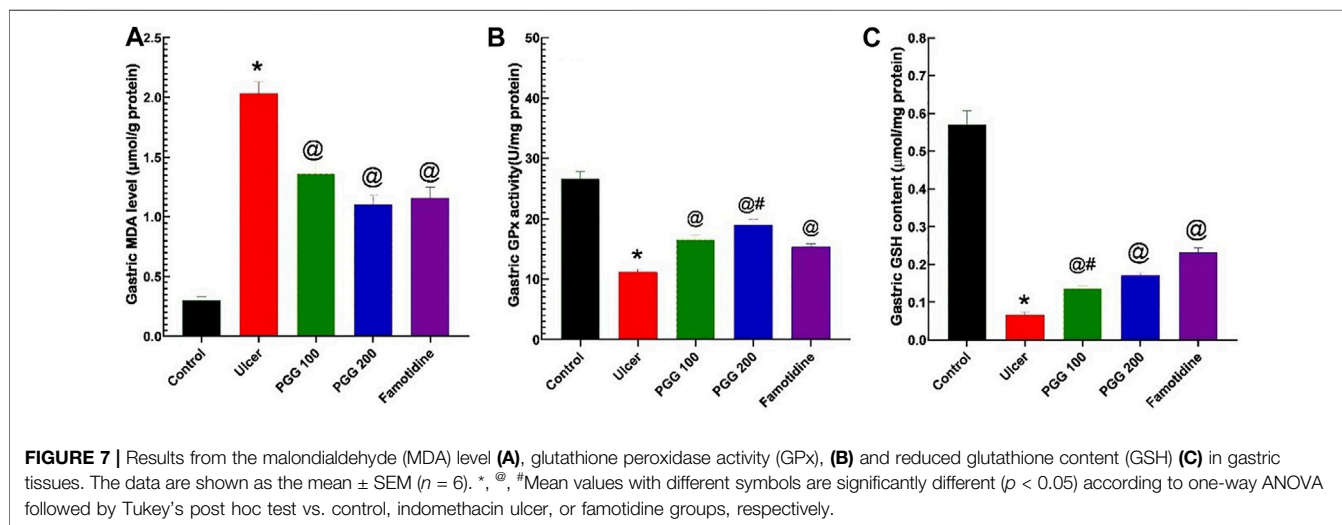 A
Gastric MDA level (µmol/g protein)
2.5
2.0
1.5
1.0
0.5
0.0
*
@
@
@
Control
Ulcer
PGG 100
PGG 200
Famotidine
B
Gastric GPx activity(U/mg protein)
50
40
30
20
10
0
*
@
@#
@
Control
Ulcer
PGG 100
PGG 200
Famotidine
C
Gastric GSH content (µmol/mg protein)
0.8
0.7
0.6
0.5
0.4
0.3
0.2
0.1
0.0
*
@#
@
@
Control
Ulcer
PGG 100
PGG 200
Famotidine
FIGURE 7 | Results from the malondialdehyde (MDA) level (A), glutathione peroxidase activity (GPx), (B) and reduced glutathione content (GSH) (C) in gastric
tissues. The data are shown as the mean ± SEM (n = 6). *, @, #Mean values with different symbols are significantly different (p < 0.05) according to one-way ANOVA
followed by Tukey's post hoc test vs. control, indomethacin ulcer, or famotidine groups, respectively.